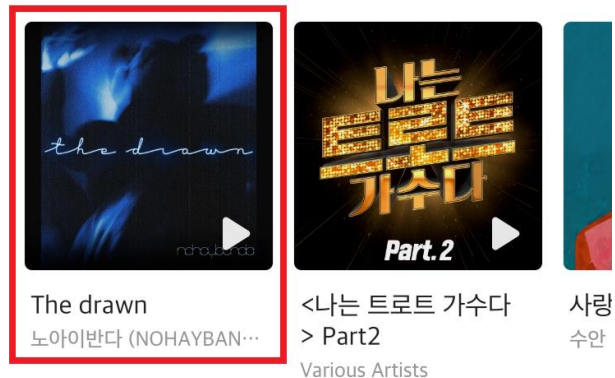 the drawn
nohaybanda
The drawn
노아이반다 (NOHAYBAN…
나는
트로트
가수다
Part.2
<나는 트로트 가수다
> Part2
Various Artists
사랑
수안